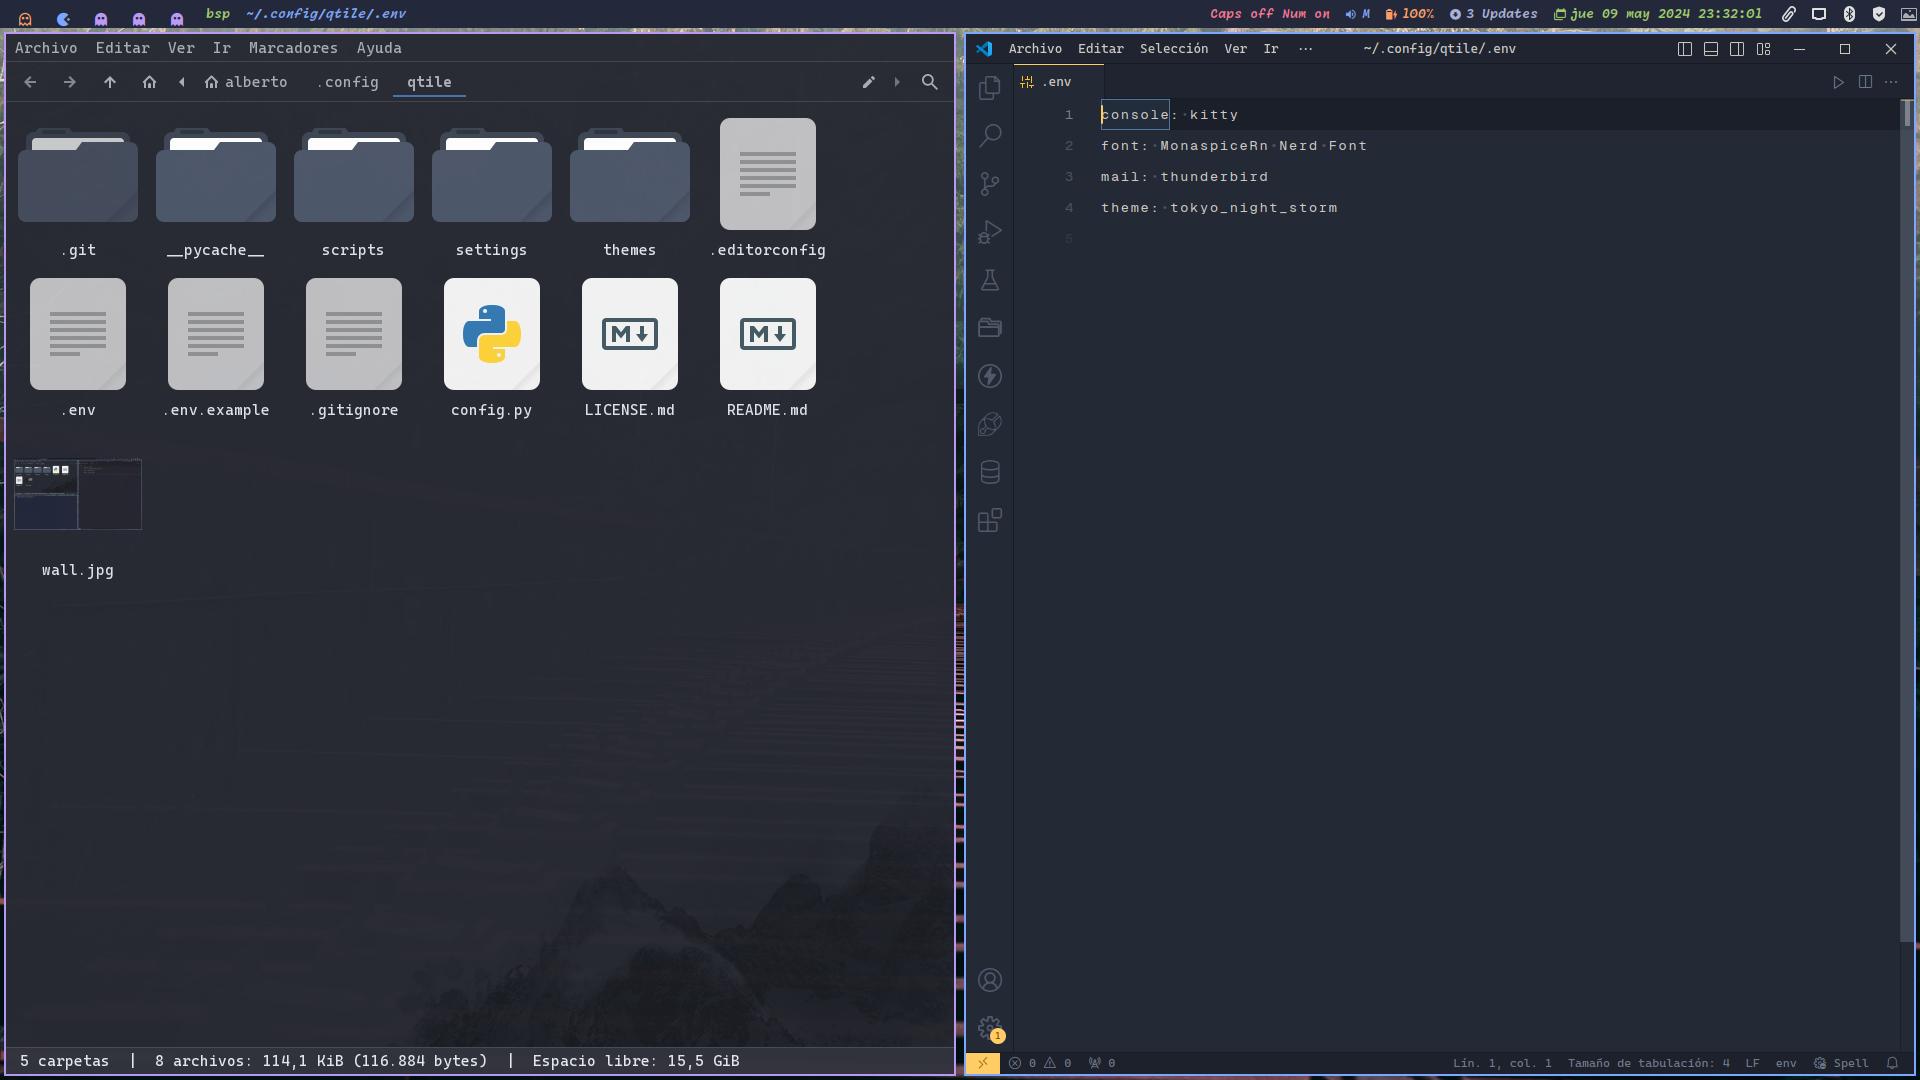 bsp ~/.config/qtile/.env
Caps off Num on M 100% 3 Updates jue 09 may 2024 23:32:01
Archivo Editar Ver Ir Marcadores Ayuda
alberto .config qtile
.git __pycache__ scripts settings themes .editorconfig
.env .env.example .gitignore config.py LICENSE.md README.md
wall.jpg
5 carpetas | 8 archivos: 114,1 KiB (116.884 bytes) | Espacio libre: 15,5 GiB
Archivo Editar Selección Ver Ir ··· ~/.config/qtile/.env
.env
1 console: kitty
2 font: MonaspiceRn Nerd Font
3 mail: thunderbird
4 theme: tokyo_night_storm
5
1
0 0 0 Lín. 1, col. 1 Tamaño de tabulación: 4 LF env Spell